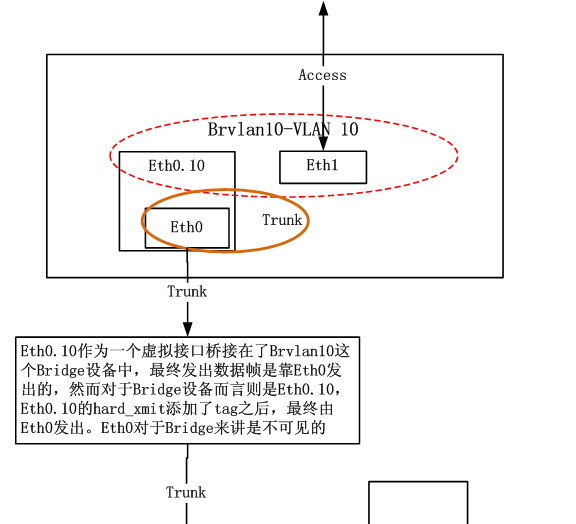 Access
Brvlan10-VLAN 10
Eth0.10
Eth1
Eth0
Trunk
Trunk
Eth0.10作为一个虚拟接口桥接在了Brvlan10这
个Bridge设备中，最终发出数据帧是靠Eth0发
出的，然而对于Bridge设备而言则是Eth0.10，
Eth0.10的hard_xmit添加了tag之后，最终由
Eth0发出。Eth0对于Bridge来讲是不可见的
Trunk